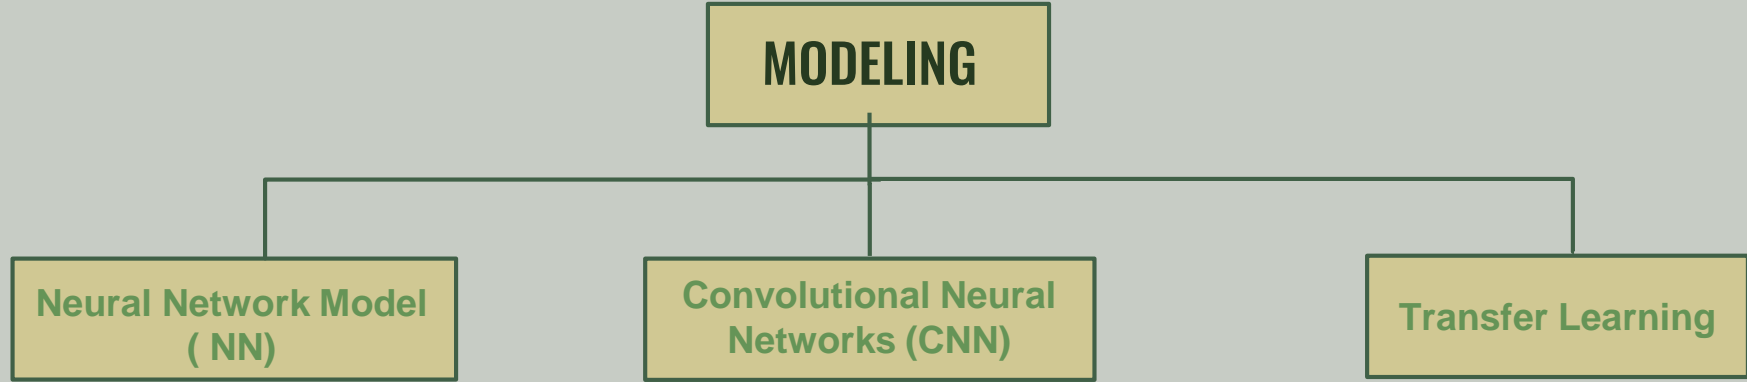 MODELING
Neural Network Model
( NN)
Convolutional Neural
Networks (CNN)
Transfer Learning